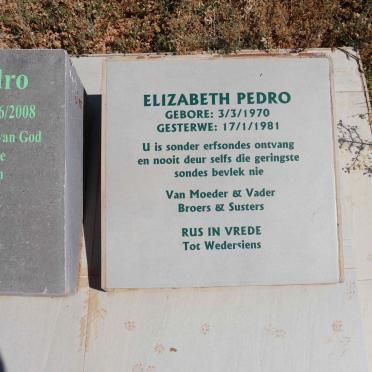 dro
6/2008
van God
ELIZABETH PEDRO
GEBORE: 3/3/1970
GESTERWE: 17/1/1981
U is sonder erfsondes ontvang
en nooit deur selfs die geringste
sondes bevlek nie
Van Moeder & Vader
Broers & Susters
RUS IN VREDE
Tot Wedersiens